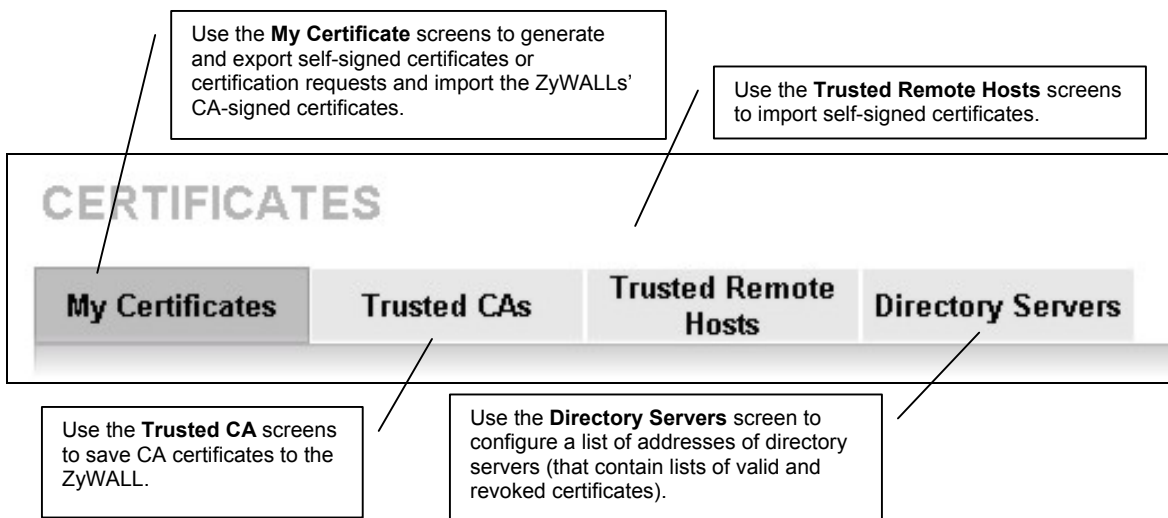 Use the My Certificate screens to generate
and export self-signed certificates or
certification requests and import the ZyWALLs’
CA-signed certificates.
Use the Trusted Remote Hosts screens
to import self-signed certificates.
CERTIFICATES
My Certificates
Trusted CAs
Trusted Remote
Hosts
Directory Servers
Use the Trusted CA screens
to save CA certificates to the
ZyWALL.
Use the Directory Servers screen to
configure a list of addresses of directory
servers (that contain lists of valid and
revoked certificates).